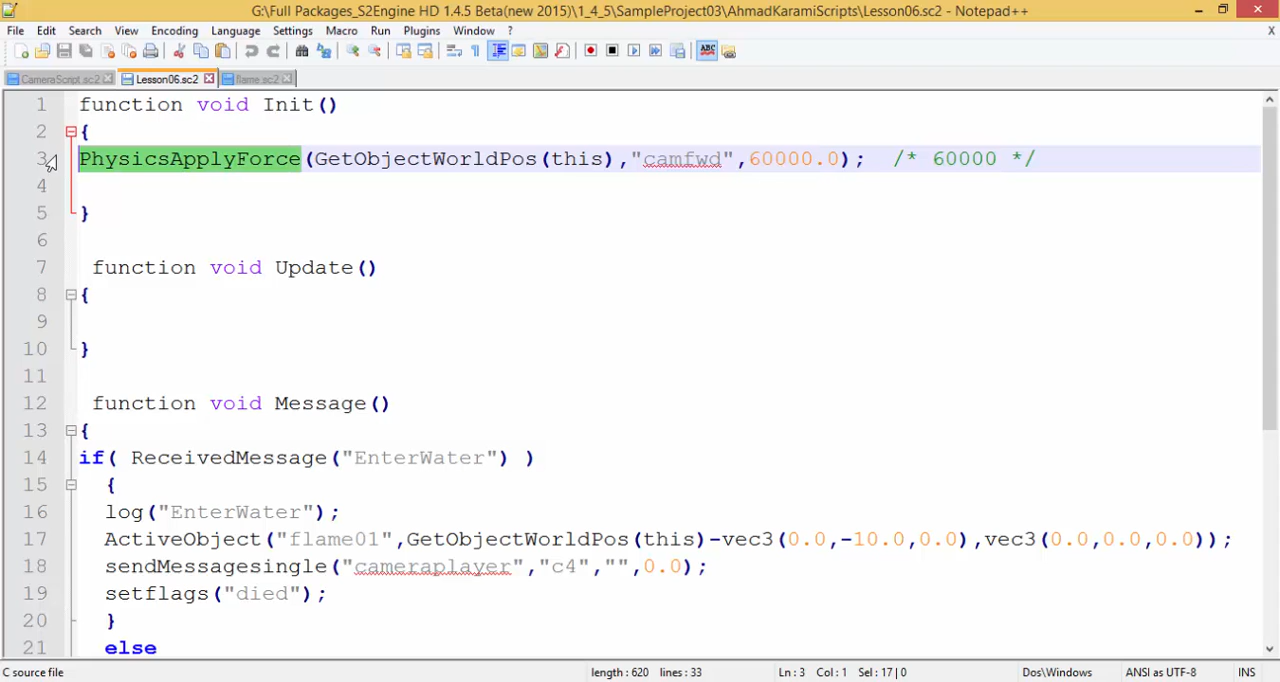 G:\Full Packages_S2Engine HD 1.4.5 Beta(new 2015)\1_4_5\SampleProject03\AhmadKaramiScripts\Lesson06.sc2 - Notepad++
File Edit Search View Encoding Language Settings Macro Run Plugins Window ? X
CameraScript.sc2 Lesson06.sc2 flame.sc2
1 function void Init()
2 {
3 PhysicsApplyForce(GetObjectWorldPos(this),"camfwd",60000.0); /* 60000 */
4
5 }
6
7 function void Update()
8 {
9
10 }
11
12 function void Message()
13 {
14 if( ReceivedMessage("EnterWater") )
15 {
16 log("EnterWater");
17 ActiveObject("flame01",GetObjectWorldPos(this)-vec3(0.0,-10.0,0.0),vec3(0.0,0.0,0.0));
18 sendMessagesingle("cameraplayer","c4","",0.0);
19 setflags("died");
20 }
21 else
C source file length : 620 lines : 33 Ln : 3 Col : 1 Sel : 17 | 0 Dos\Windows ANSI as UTF-8 INS